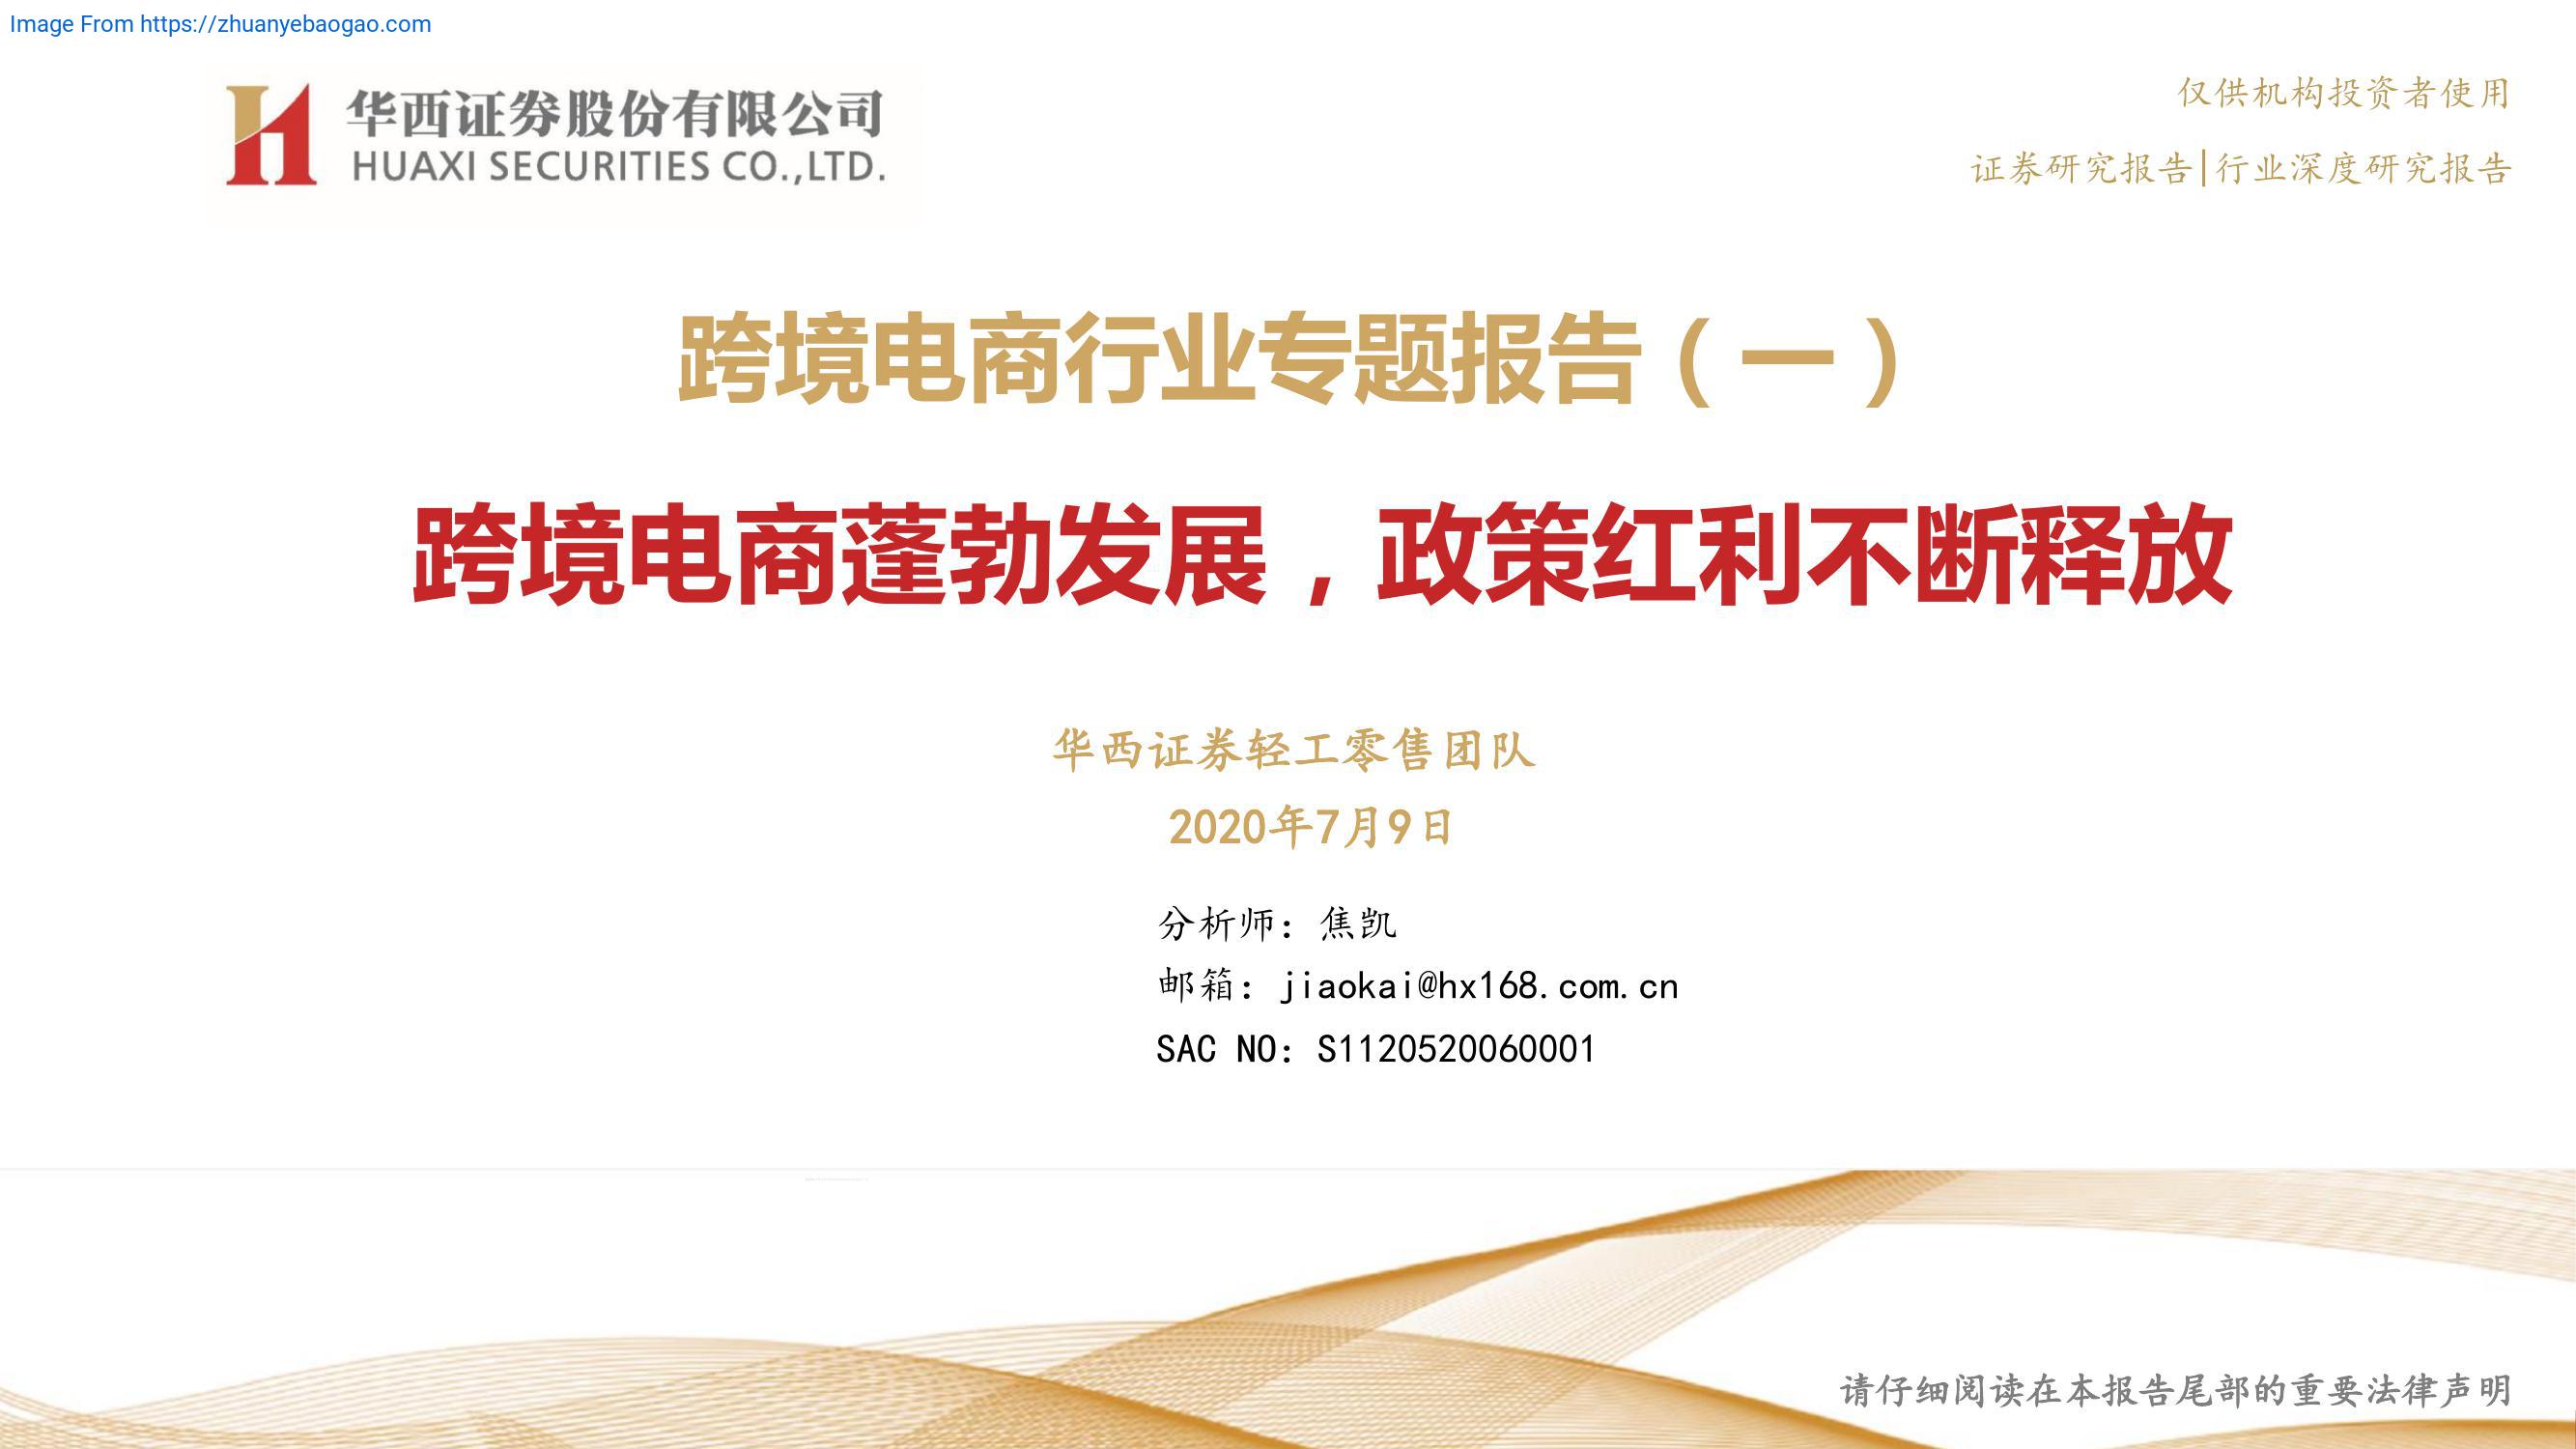 Image From https://zhuanyebaogao.com
华西证券股份有限公司
HUAXI SECURITIES CO.,LTD.
仅供机构投资者使用
证券研究报告|行业深度研究报告
跨境电商行业专题报告（一）
跨境电商蓬勃发展，政策红利不断释放
华西证券轻工零售团队
2020年7月9日
分析师：焦凯
邮箱：jiaokai@hx168.com.cn
SAC NO：S1120520060001
请仔细阅读在本报告尾部的重要法律声明